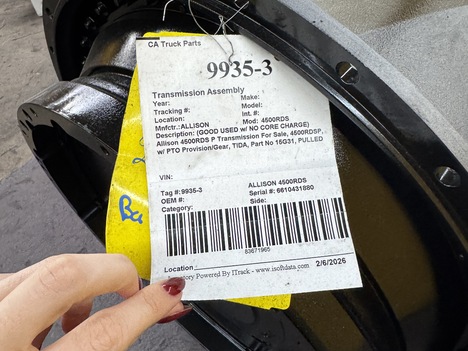 CA Truck Parts
9935-3
Transmission Assembly
Year: Make:
Tracking #: Model:
Location: Int. #:
Mnfctr.:ALLISON Mod: 4500RDS
Description: (GOOD USED w/ NO CORE CHARGE)
Allison 4500RDS P Transmission For Sale, 4500RDSP,
w/ PTO Provision/Gear, TIDA, Part No 15G31, PULLED
VIN:
Tag #:9935-3 ALLISON 4500RDS
OEM #: Serial #: 6610431880
Category: Side:
83671965
Location
Inventory Powered By ITrack - www.isoftdata.com 2/6/2026